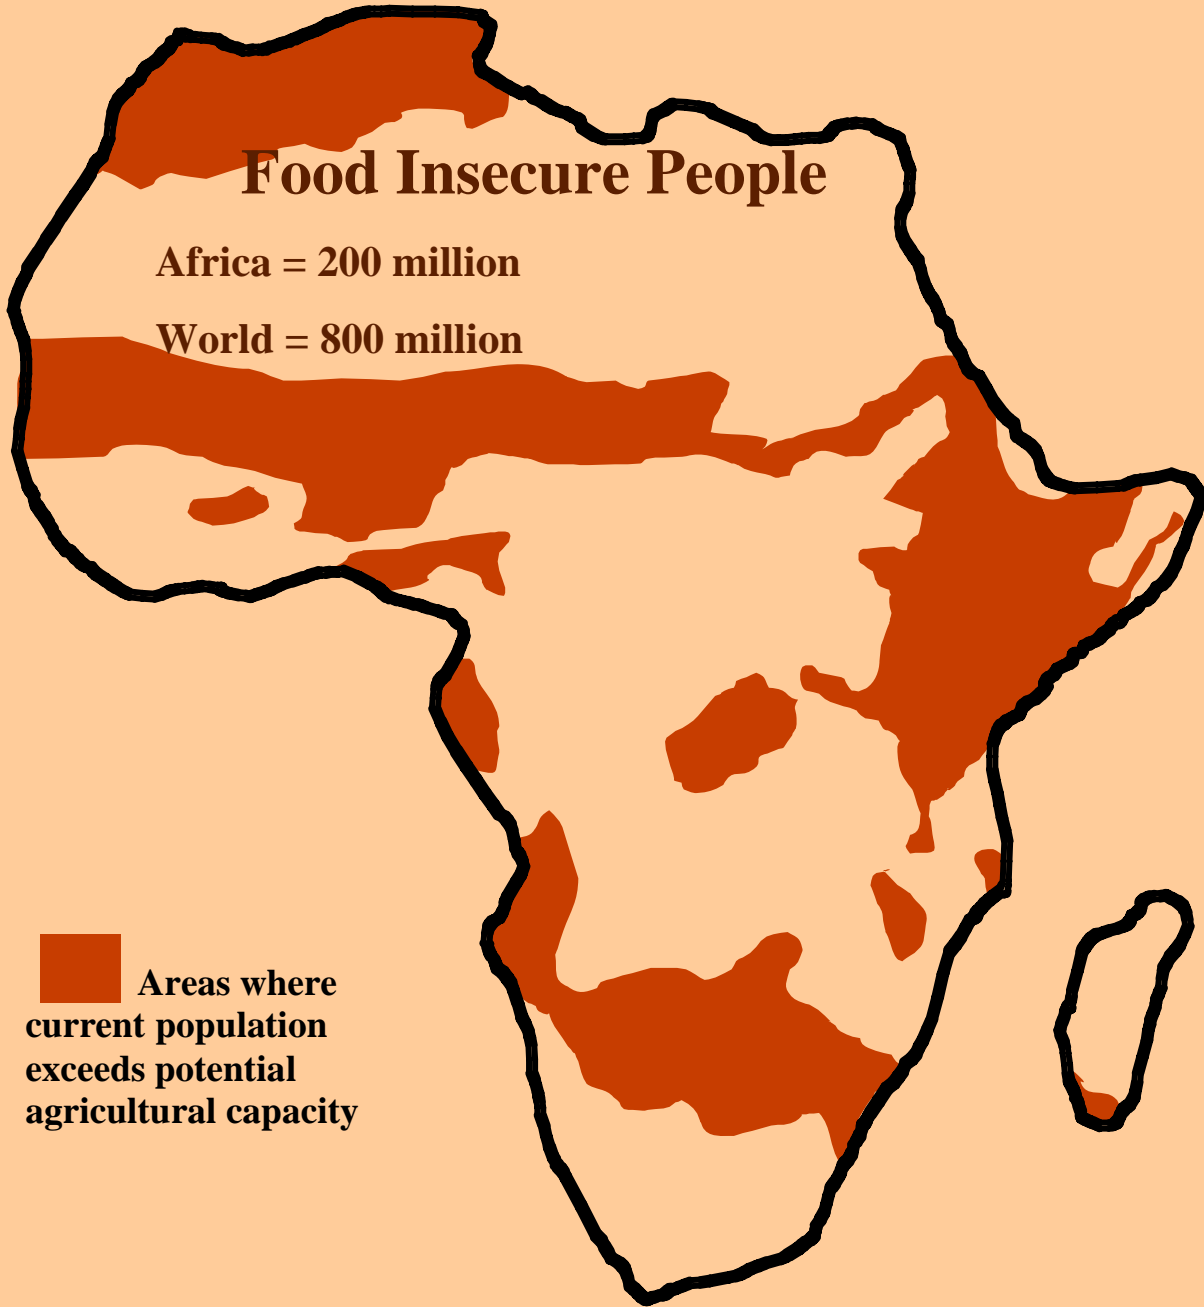 Food Insecure People
Africa = 200 million
World = 800 million
Areas where
current population
exceeds potential
agricultural capacity